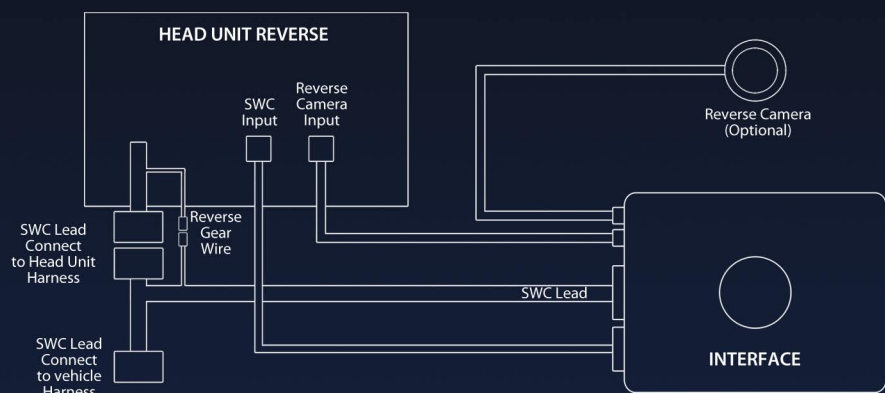 HEAD UNIT REVERSE
SWC
Input
Reverse
Camera
Input
Reverse Camera
(Optional)
SWC Lead
Connect
to Head Unit
Harness
Reverse
Gear
Wire
SWC Lead
INTERFACE
SWC Lead
Connect
to vehicle
Harness